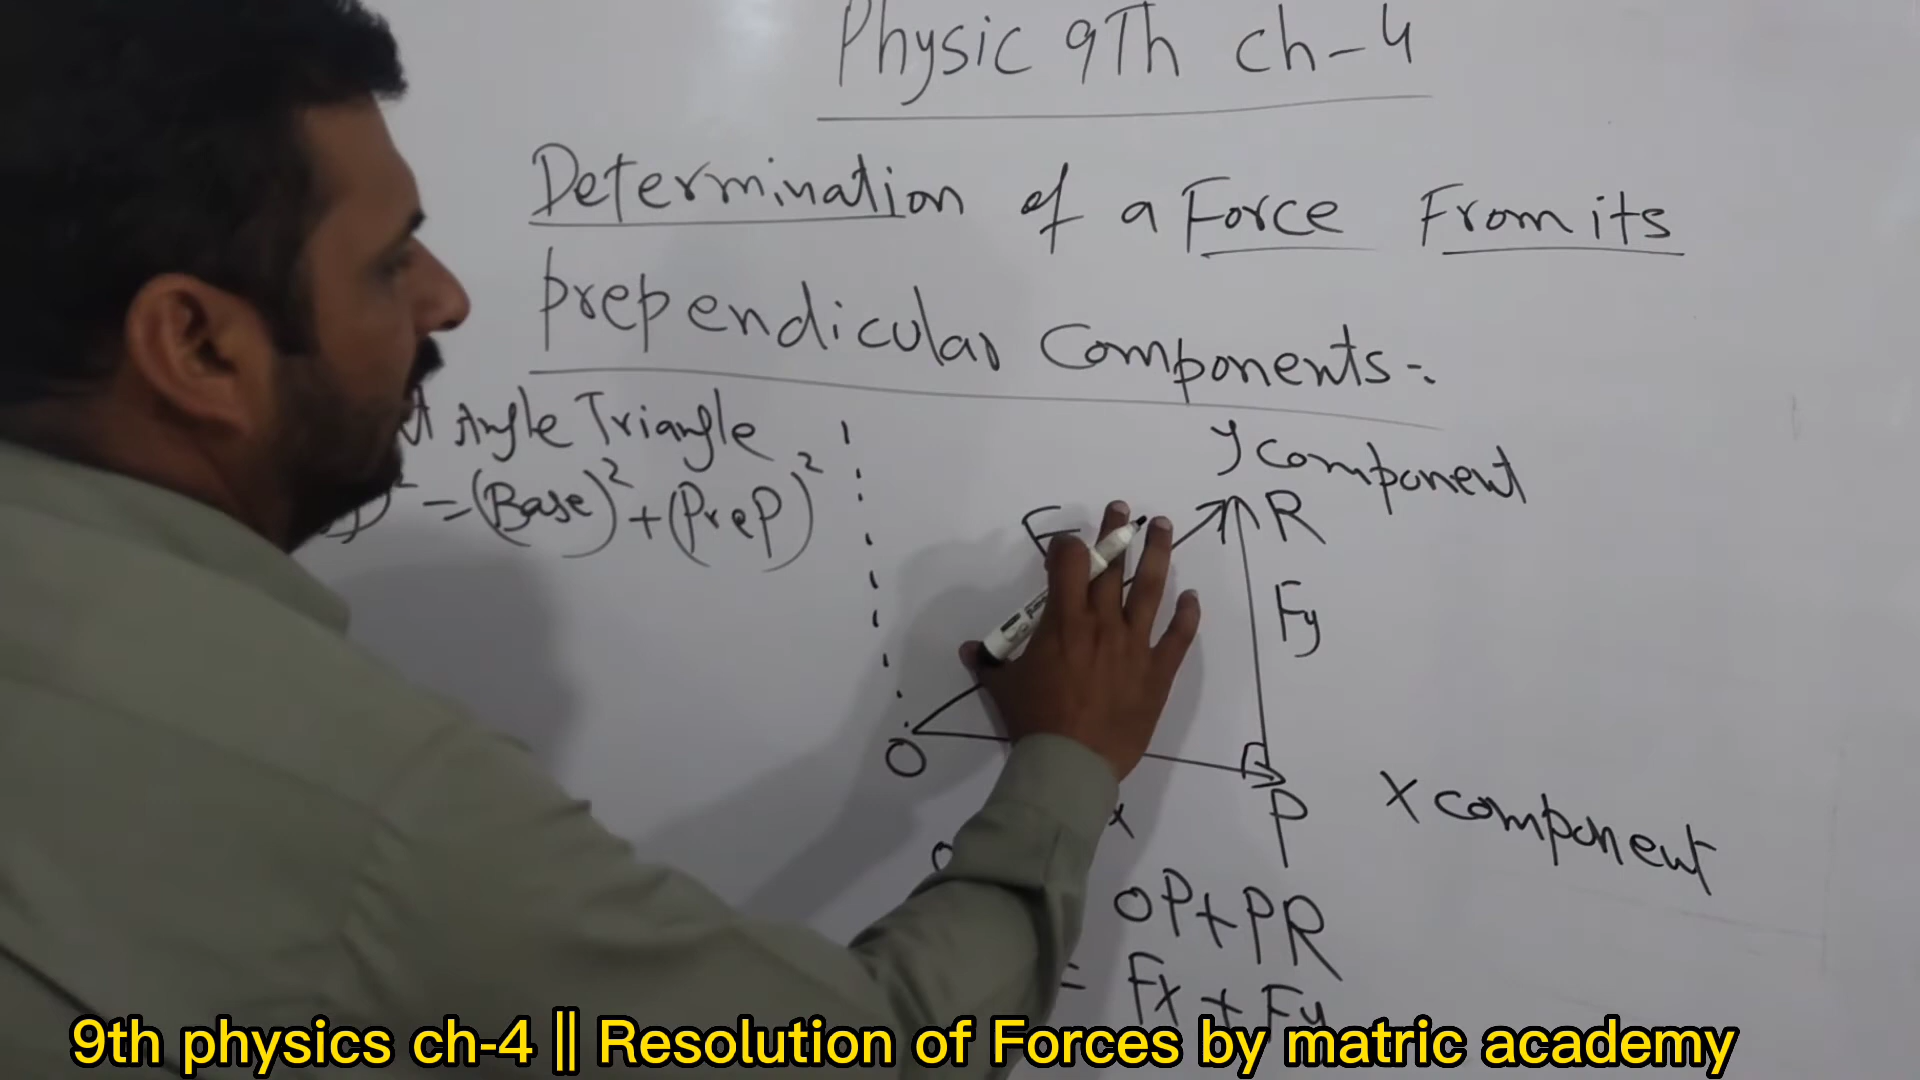 Physic 9Th ch-4
Determination of a Force From its
prependicular Components:-
Angle Triangle
= (Base)² + (PreP)²
y component
F
R
Fy
O
x
P
X component
OP+PR
= Fx + Fy
9th physics ch-4 || Resolution of Forces by matric academy